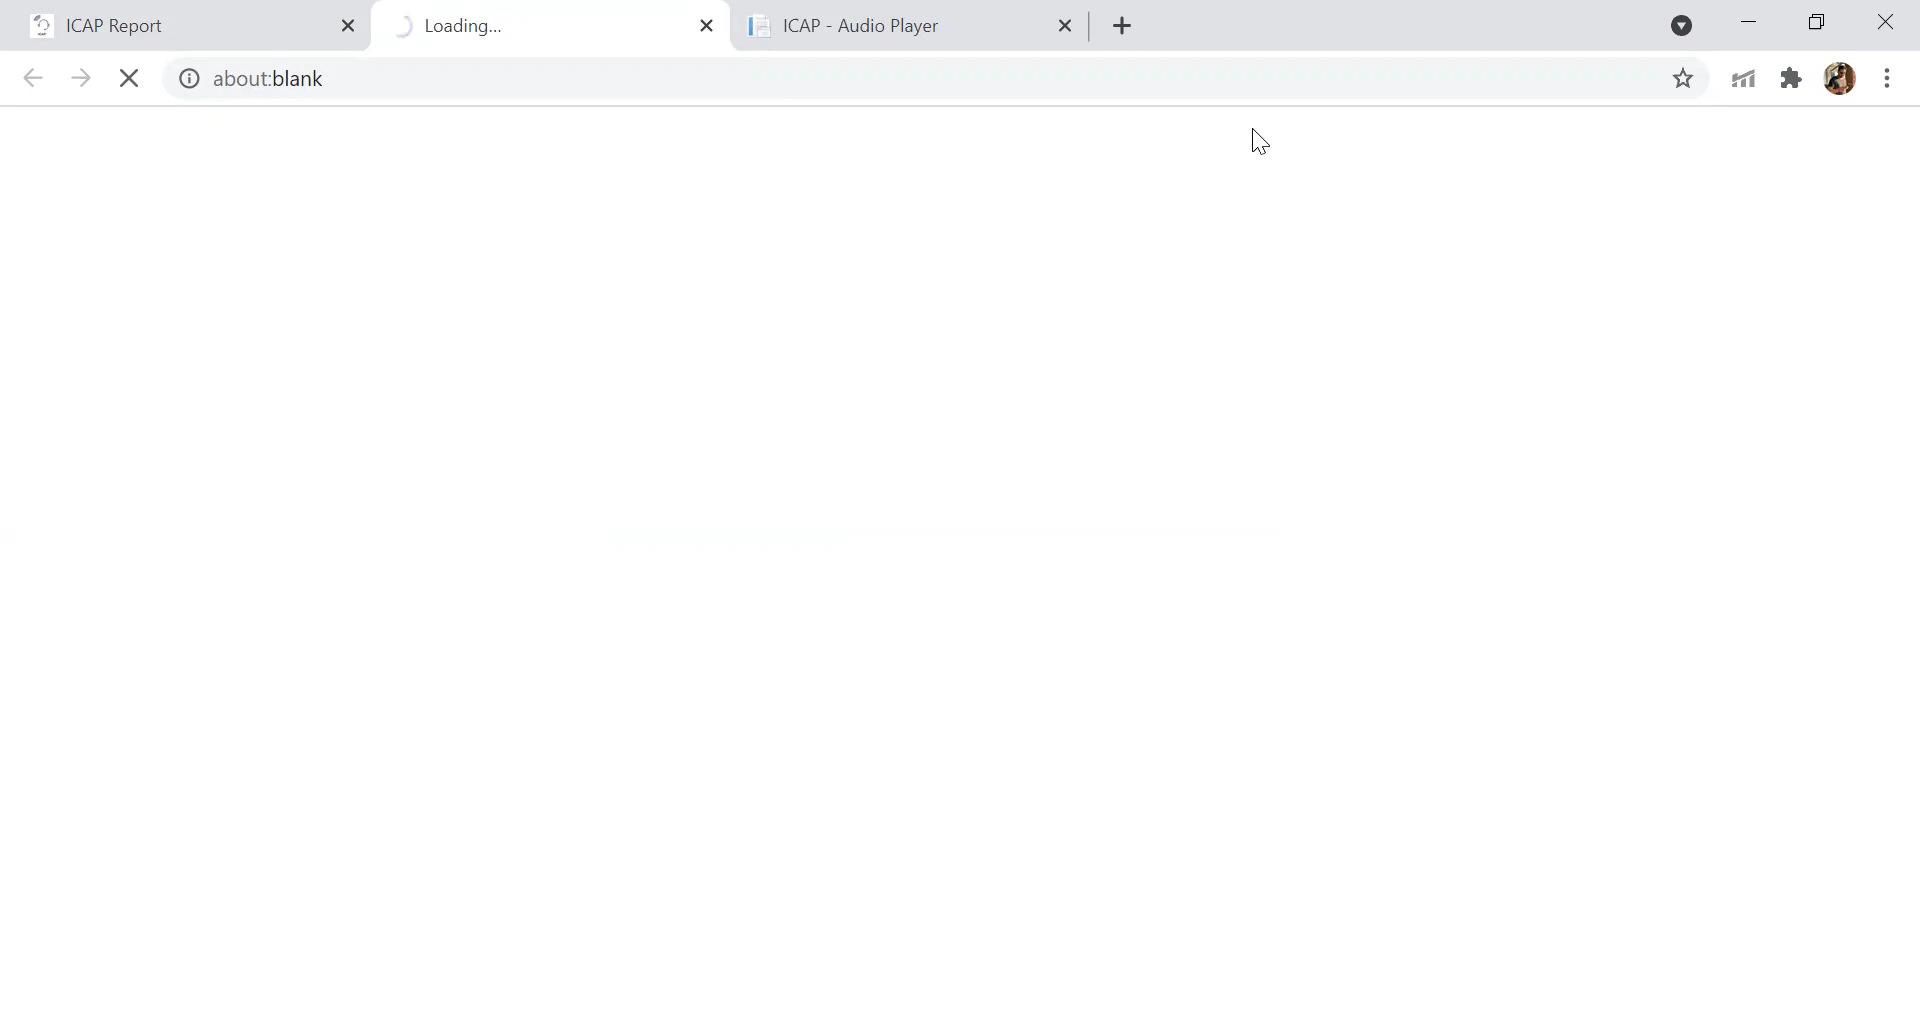 ICAP Report
Loading...
ICAP - Audio Player
about:blank